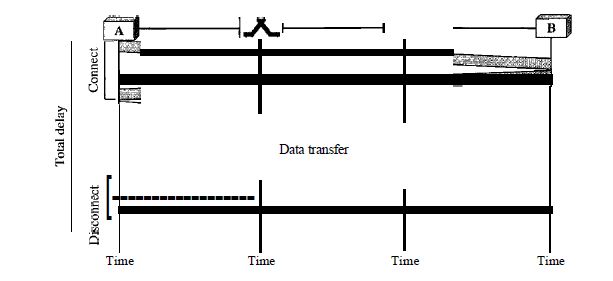 A
B
Connect
Total delay
Data transfer
Disconnect
Time Time Time Time